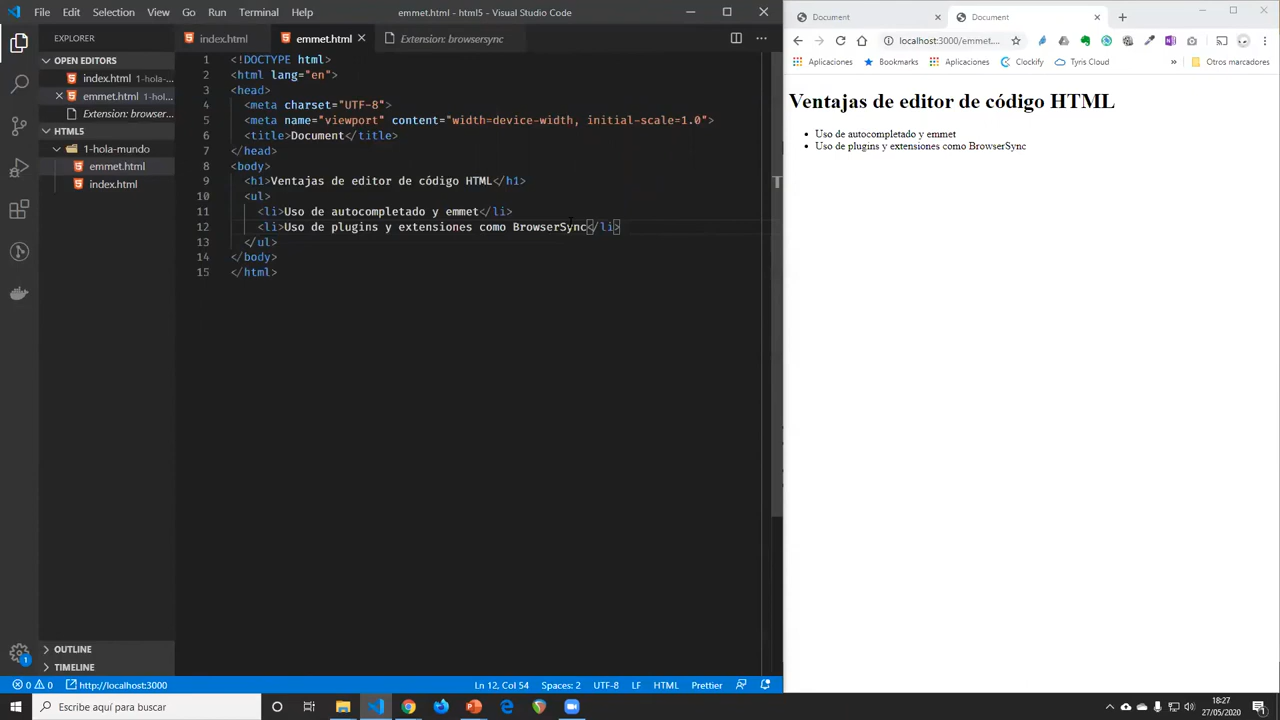 File Edit Selection View Go Run Terminal Help emmet.html - html5 - Visual Studio Code
EXPLORER
OPEN EDITORS
index.html 1-hola-...
emmet.html 1-hol...
Extension: browser...
HTML5
1-hola-mundo
emmet.html
index.html
OUTLINE
TIMELINE
index.html emmet.html Extension: browsersync
1 <!DOCTYPE html>
2 <html lang="en">
3 <head>
4 <meta charset="UTF-8">
5 <meta name="viewport" content="width=device-width, initial-scale=1.0">
6 <title>Document</title>
7 </head>
8 <body>
9 <h1>Ventajas de editor de código HTML</h1>
10 <ul>
11 <li>Uso de autocompletado y emmet</li>
12 <li>Uso de plugins y extensiones como BrowserSync</li>
13 </ul>
14 </body>
15 </html>
0 0 http://localhost:3000 Ln 12, Col 54 Spaces: 2 UTF-8 LF HTML Prettier
Document Document
localhost:3000/emmet....
Aplicaciones Bookmarks Aplicaciones Clockify Tyris Cloud » Otros marcadores
Ventajas de editor de código HTML
Uso de autocompletado y emmet
Uso de plugins y extensiones como BrowserSync
Escribe aquí para buscar
18:27
27/05/2020